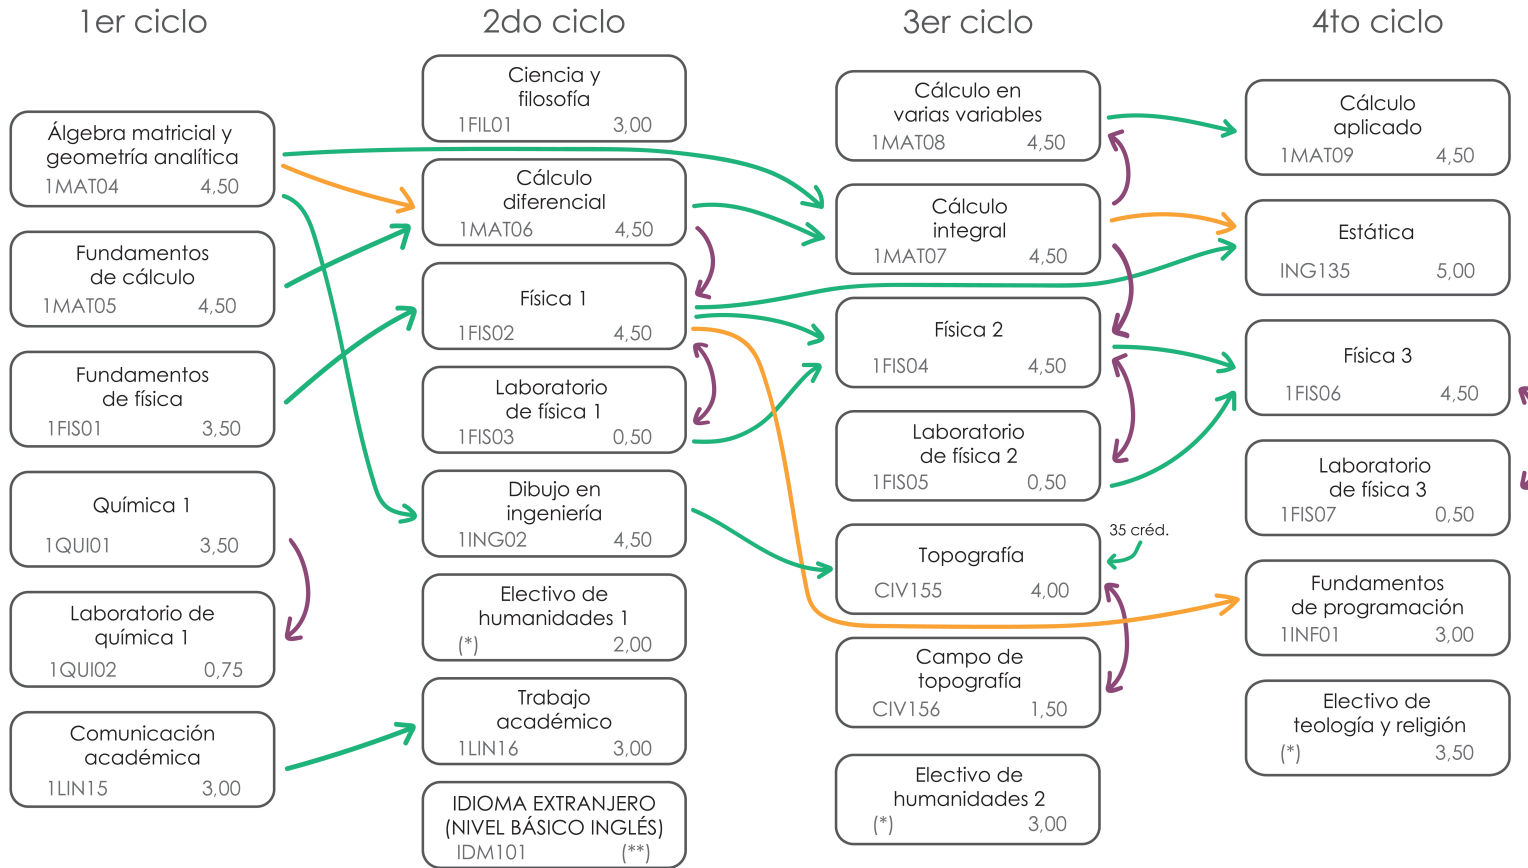 1er ciclo
Álgebra matricial y
geometría analítica
1MAT04 4,50
Fundamentos
de cálculo
1MAT05 4,50
Fundamentos
de física
1FIS01 3,50
Química 1
1QUI01 3,50
Laboratorio de
química 1
1QUI02 0,75
Comunicación
académica
1LIN15 3,00
2do ciclo
Ciencia y
filosofía
1FIL01 3,00
Cálculo
diferencial
1MAT06 4,50
Física 1
1FIS02 4,50
Laboratorio
de física 1
1FIS03 0,50
Dibujo en
ingeniería
1ING02 4,50
Electivo de
humanidades 1
(*) 2,00
Trabajo
académico
1LIN16 3,00
IDIOMA EXTRANJERO
(NIVEL BÁSICO INGLÉS)
IDM101 (**)
3er ciclo
Cálculo en
varias variables
1MAT08 4,50
Cálculo
integral
1MAT07 4,50
Física 2
1FIS04 4,50
Laboratorio
de física 2
1FIS05 0,50
35 créd.
Topografía
CIV155 4,00
Campo de
topografía
CIV156 1,50
Electivo de
humanidades 2
(*) 3,00
4to ciclo
Cálculo
aplicado
1MAT09 4,50
Estática
ING135 5,00
Física 3
1FIS06 4,50
Laboratorio
de física 3
1FIS07 0,50
Fundamentos
de programación
1INF01 3,00
Electivo de
teología y religión
(*) 3,50